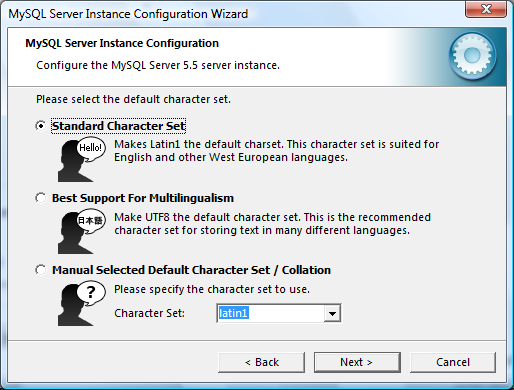 MySQL Server Instance Configuration Wizard
MySQL Server Instance Configuration
Configure the MySQL Server 5.5 server instance.
Please select the default character set.
Standard Character Set
Hello!
Makes Latin1 the default charset. This character set is suited for
English and other West European languages.
Best Support For Multilingualism
日本語
Make UTF8 the default character set. This is the recommended
character set for storing text in many different languages.
Manual Selected Default Character Set / Collation
?
Please specify the character set to use.
Character Set: latin1
< Back Next > Cancel